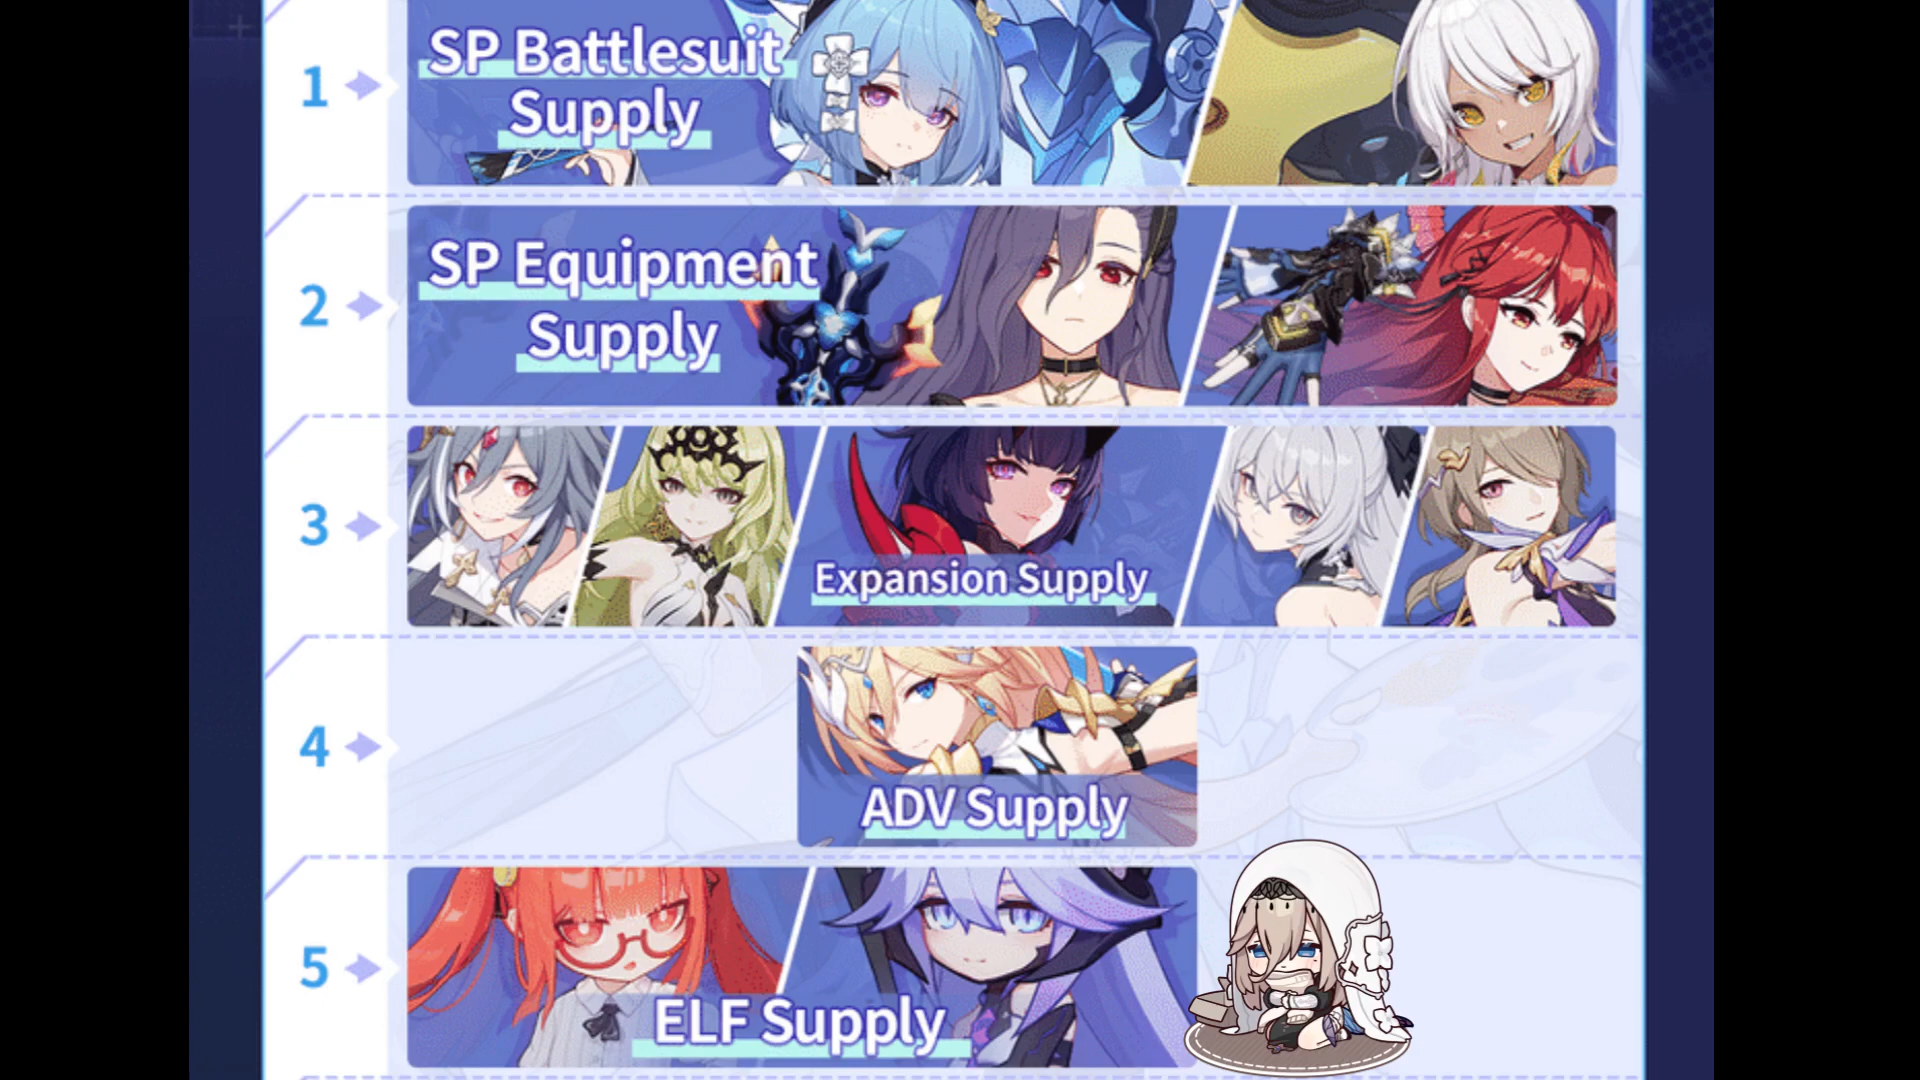 1
SP Battlesuit
Supply
2
SP Equipment
Supply
3
Expansion Supply
4
ADV Supply
5
ELF Supply